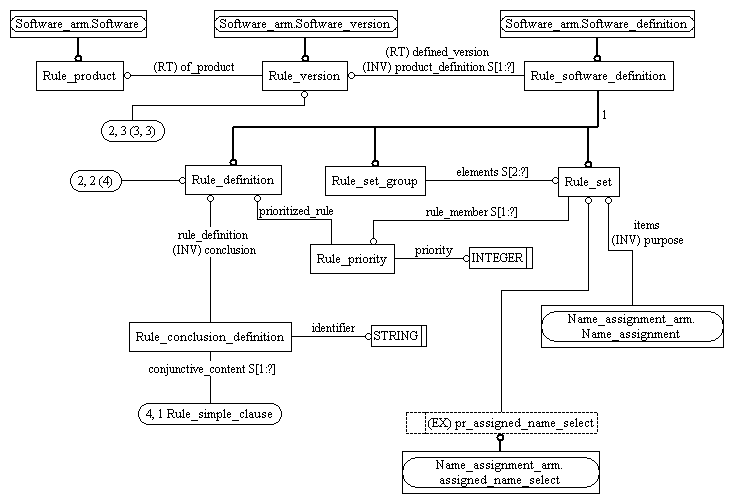 Software_arm.Software
Software_arm.Software_version
Software_arm.Software_definition
(RT) defined_version
Rule_product
(RT) of_product
Rule_version
(INV) product_definition S[1:?]
Rule_software_definition
1
2, 3 (3, 3)
2, 2 (4)
Rule_definition
Rule_set_group
elements S[2:?]
Rule_set
prioritized_rule
rule_member S[1:?]
items
(INV) purpose
rule_definition
(INV) conclusion
Rule_priority
priority
INTEGER
Name_assignment_arm.
Name_assignment
Rule_conclusion_definition
identifier
STRING
conjunctive_content S[1:?]
4, 1 Rule_simple_clause
(EX) pr_assigned_name_select
Name_assignment_arm.
assigned_name_select